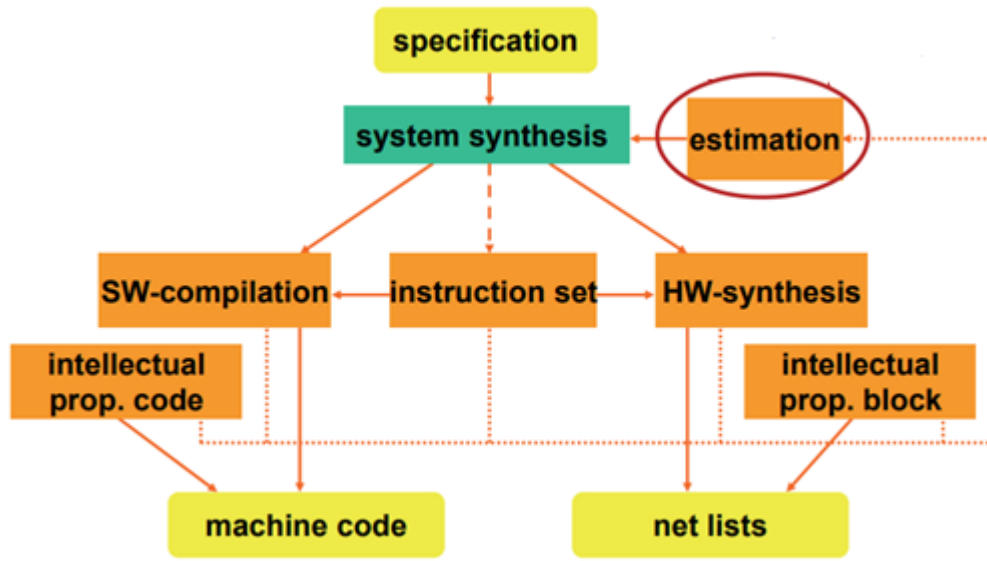 specification
system synthesis
estimation
SW-compilation
instruction set
HW-synthesis
intellectual
prop. code
intellectual
prop. block
machine code
net lists